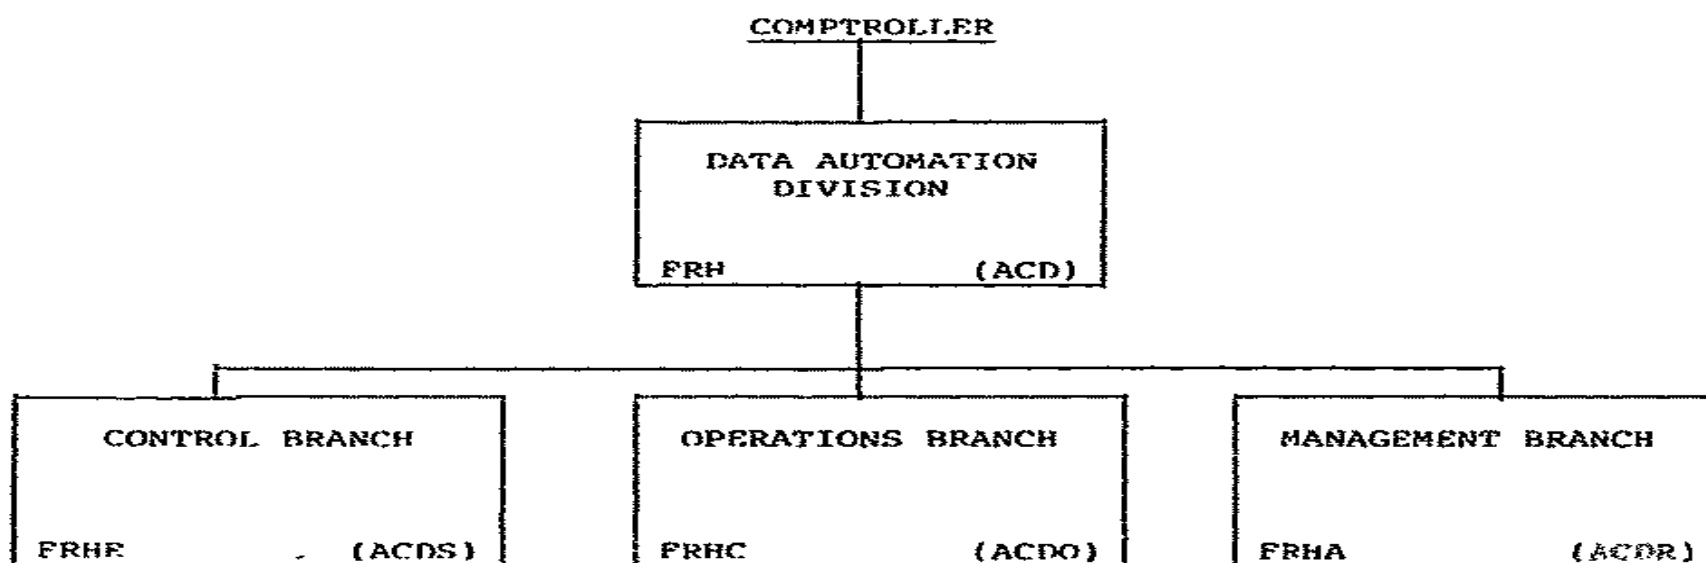 COMPTROLLER
DATA AUTOMATION
DIVISION
FRH (ACD)
CONTROL BRANCH OPERATIONS BRANCH MANAGEMENT BRANCH
FRHE (ACDS) FRHC (ACDO) FRHA (ACDR)